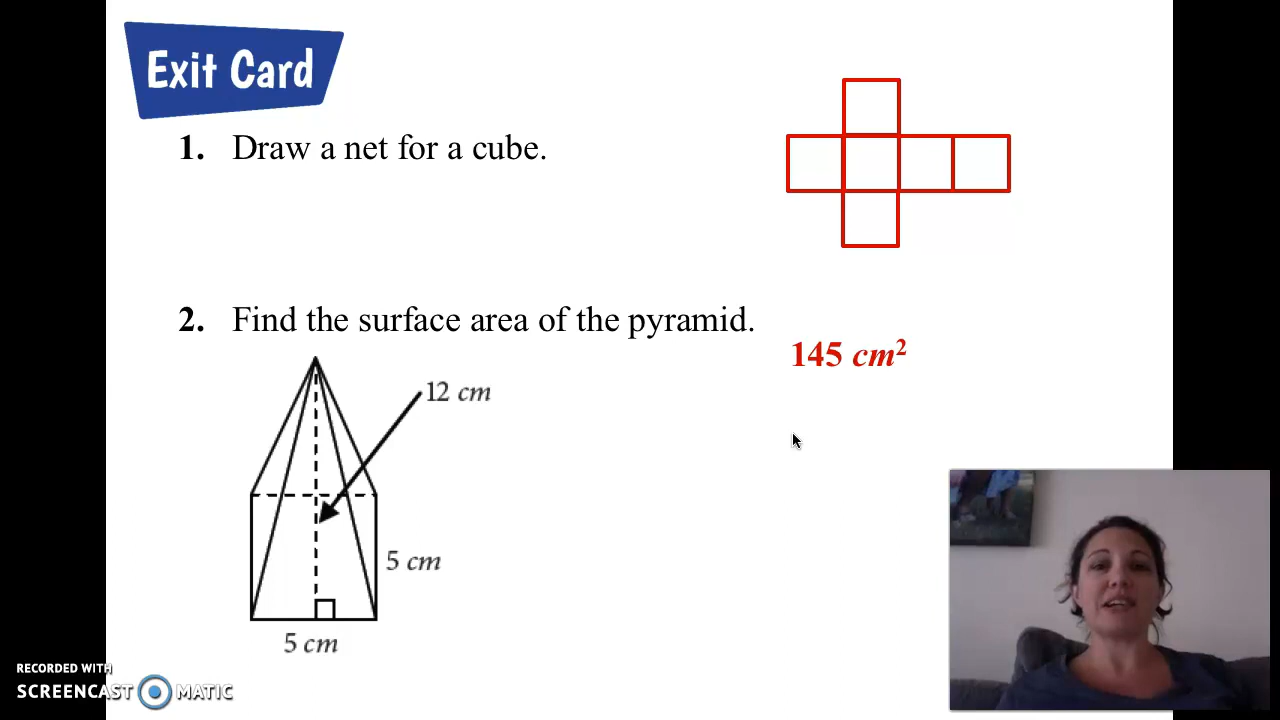 Exit Card
1. Draw a net for a cube.
2. Find the surface area of the pyramid.
145 cm²
12 cm
5 cm
5 cm
RECORDED WITH
SCREENCAST MATIC